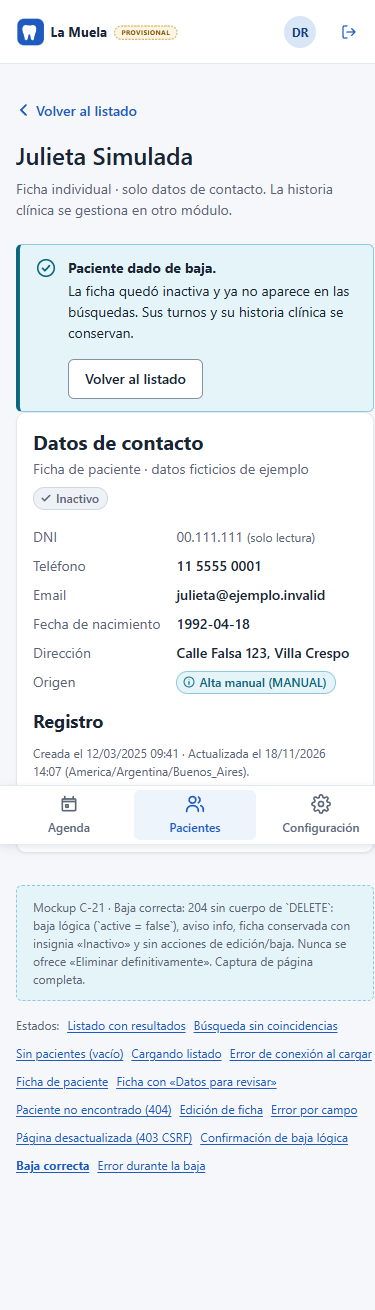 La Muela PROVISIONAL DR
Volver al listado
Julieta Simulada
Ficha individual · solo datos de contacto. La historia
clínica se gestiona en otro módulo.
Paciente dado de baja.
La ficha quedó inactiva y ya no aparece en las
búsquedas. Sus turnos y su historia clínica se
conservan.
Volver al listado
Datos de contacto
Ficha de paciente · datos ficticios de ejemplo
Inactivo
DNI 00.111.111 (solo lectura)
Teléfono 11 5555 0001
Email julieta@ejemplo.invalid
Fecha de nacimiento 1992-04-18
Dirección Calle Falsa 123, Villa Crespo
Origen Alta manual (MANUAL)
Registro
Creada el 12/03/2025 09:41 · Actualizada el 18/11/2026
14:07 (America/Argentina/Buenos_Aires).
Agenda Pacientes Configuración
Mockup C-21 · Baja correcta: 204 sin cuerpo de `DELETE`:
baja lógica (`active = false`), aviso info, ficha conservada con
insignia «Inactivo» y sin acciones de edición/baja. Nunca se
ofrece «Eliminar definitivamente». Captura de página
completa.
Estados: Listado con resultados Búsqueda sin coincidencias
Sin pacientes (vacío) Cargando listado Error de conexión al cargar
Ficha de paciente Ficha con «Datos para revisar»
Paciente no encontrado (404) Edición de ficha Error por campo
Página desactualizada (403 CSRF) Confirmación de baja lógica
Baja correcta Error durante la baja